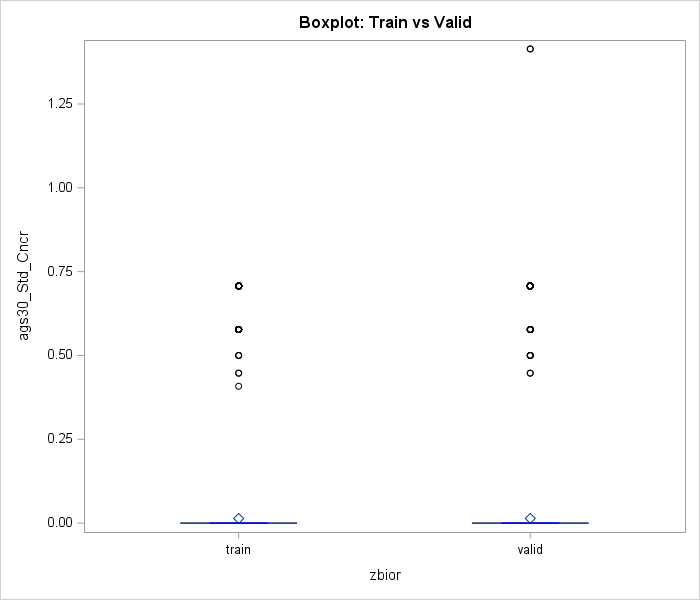 Boxplot: Train vs Valid
1.25
1.00
0.75
0.50
0.25
0.00
ags30_Std_Cncr
train
valid
zbior